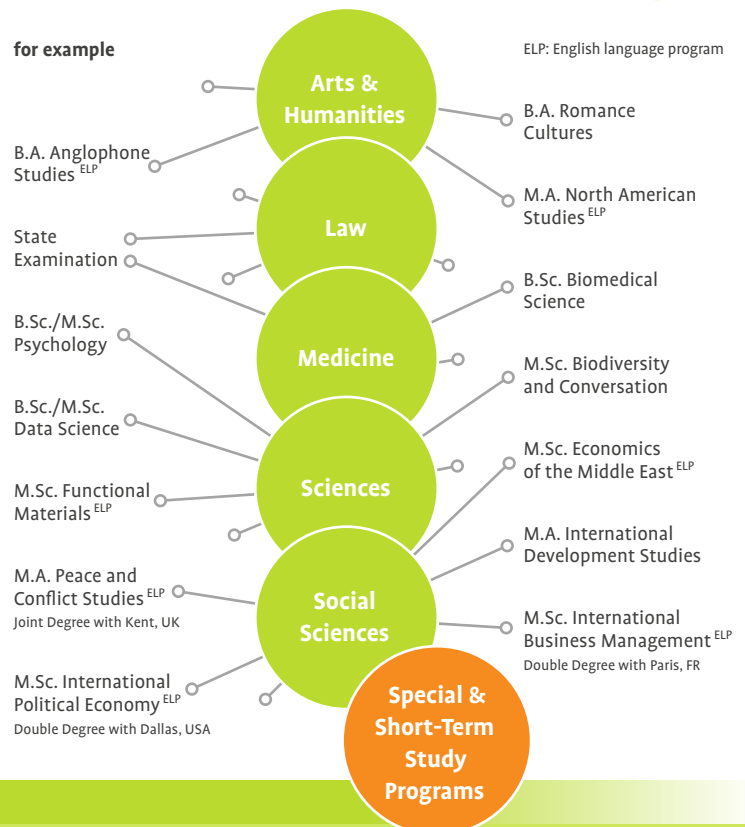 for example
ELP: English language program
Arts &
Humanities
B.A. Romance
Cultures
B.A. Anglophone
Studies ELP
M.A. North American
Studies ELP
Law
State
Examination
B.Sc. Biomedical
Science
B.Sc./M.Sc.
Psychology
Medicine
M.Sc. Biodiversity
and Conversation
B.Sc./M.Sc.
Data Science
M.Sc. Economics
of the Middle East ELP
Sciences
M.Sc. Functional
Materials ELP
M.A. International
Development Studies
M.A. Peace and
Conflict Studies ELP
Joint Degree with Kent, UK
Social
Sciences
M.Sc. International
Business Management ELP
Double Degree with Paris, FR
M.Sc. International
Political Economy ELP
Double Degree with Dallas, USA
Special &
Short-Term
Study
Programs